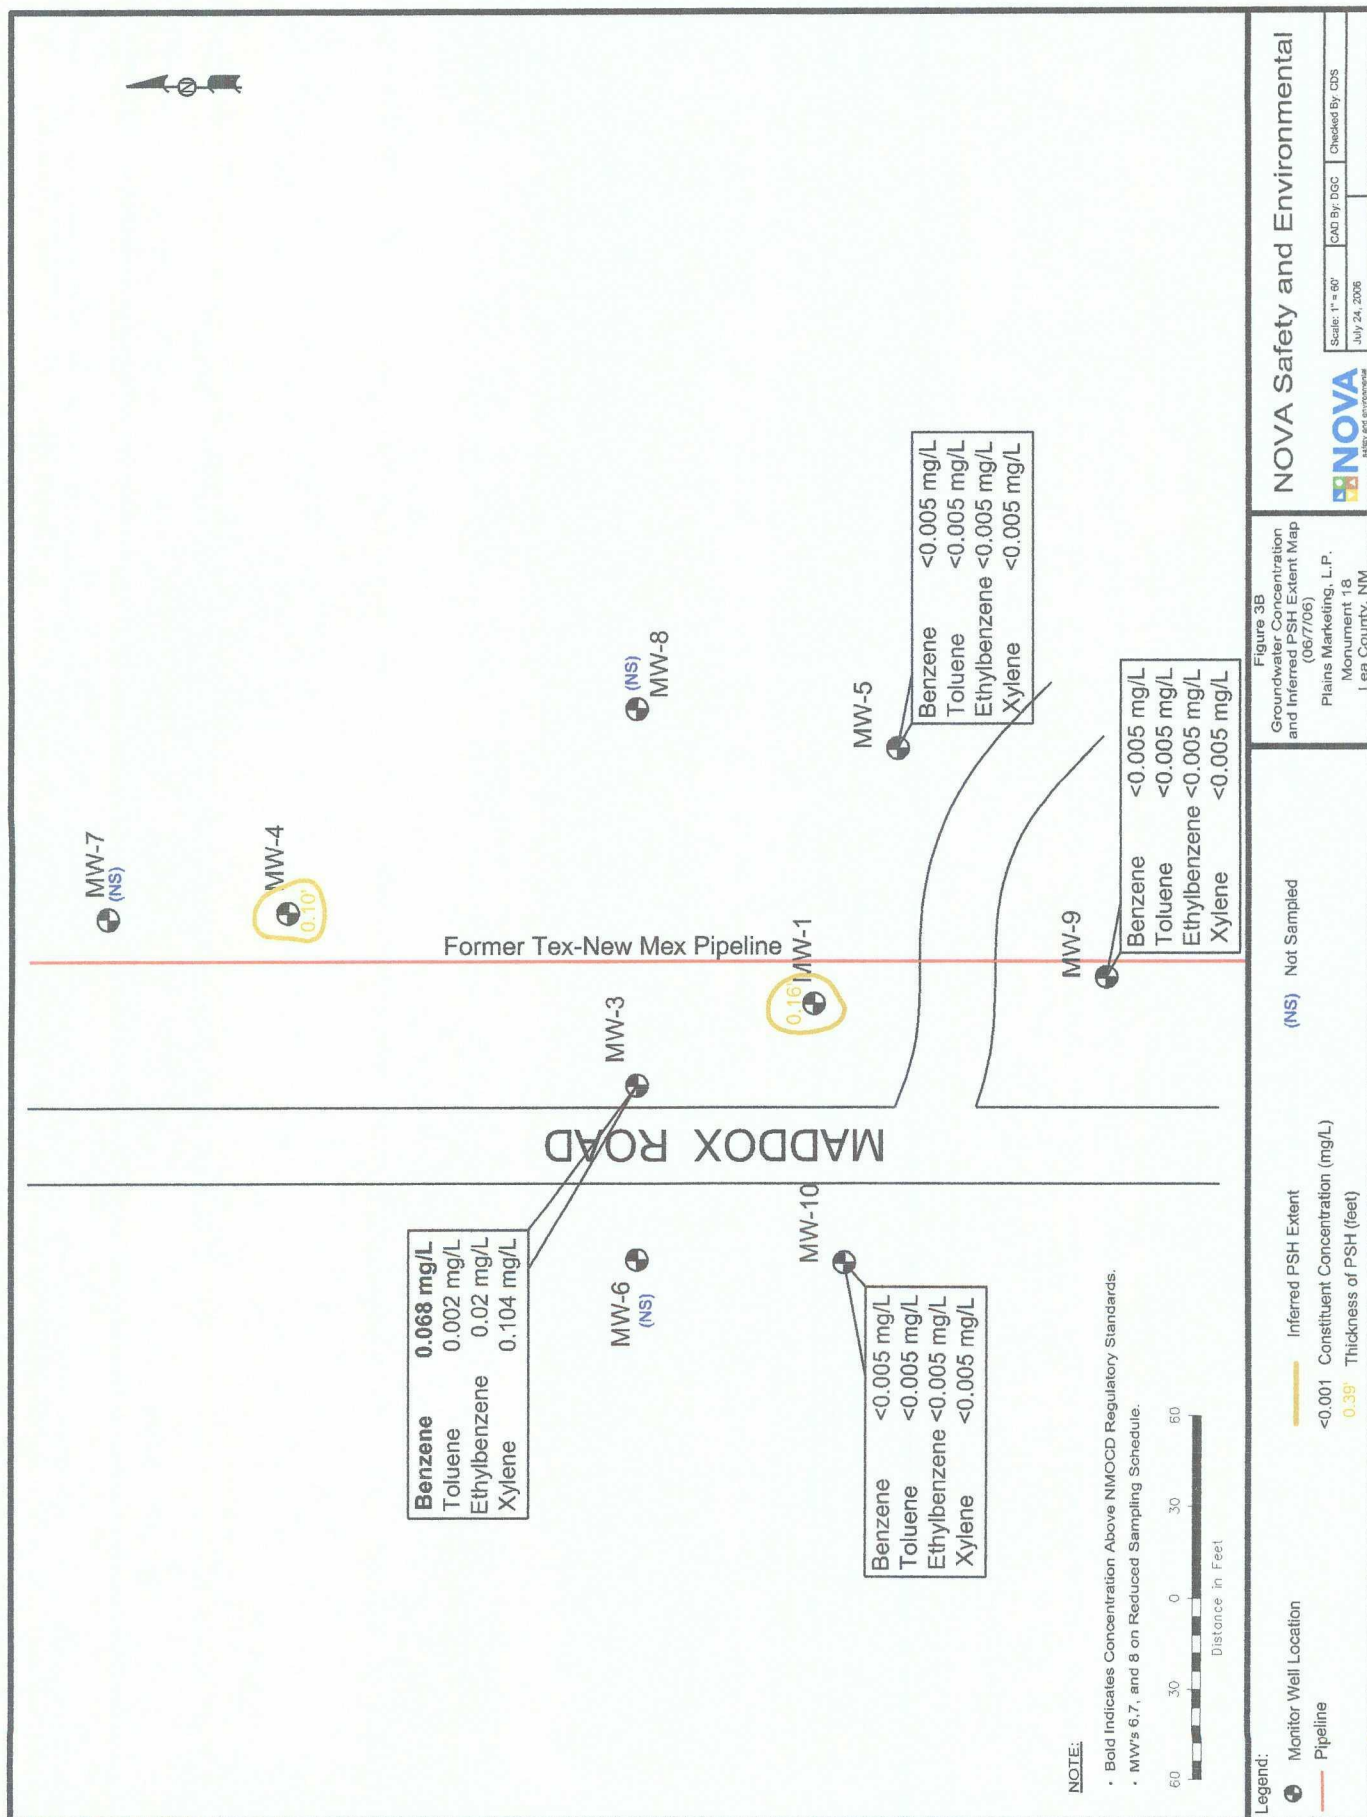 MW-7
(NS)
MW-4
0.10'
Former Tex-New Mex Pipeline
Benzene 0.068 mg/L
Toluene 0.002 mg/L
Ethylbenzene 0.02 mg/L
Xylene 0.104 mg/L
MW-3
MADDOX ROAD
MW-6
(NS)
(NS)
MW-8
0.16'
MW-1
MW-10
Benzene <0.005 mg/L
Toluene <0.005 mg/L
Ethylbenzene <0.005 mg/L
Xylene <0.005 mg/L
MW-5
Benzene <0.005 mg/L
Toluene <0.005 mg/L
Ethylbenzene <0.005 mg/L
Xylene <0.005 mg/L
MW-9
Benzene <0.005 mg/L
Toluene <0.005 mg/L
Ethylbenzene <0.005 mg/L
Xylene <0.005 mg/L
N
NOTE:
· Bold Indicates Concentration Above NMOCD Regulatory Standards.
· MW's 6,7, and 8 on Reduced Sampling Schedule.
60 30 0 30 60
Distance in Feet
Legend:
Monitor Well Location
Pipeline
Inferred PSH Extent
<0.001 Constituent Concentration (mg/L)
0.39' Thickness of PSH (feet)
(NS) Not Sampled
Figure 3B
Groundwater Concentration
and Inferred PSH Extent Map
(06/7/06)
Plains Marketing, L.P.
Monument 18
Lea County, NM
NOVA Safety and Environmental
NOVA
safety and environmental
Scale: 1" = 60' CAD By: DGC Checked By: CDS
July 24, 2006